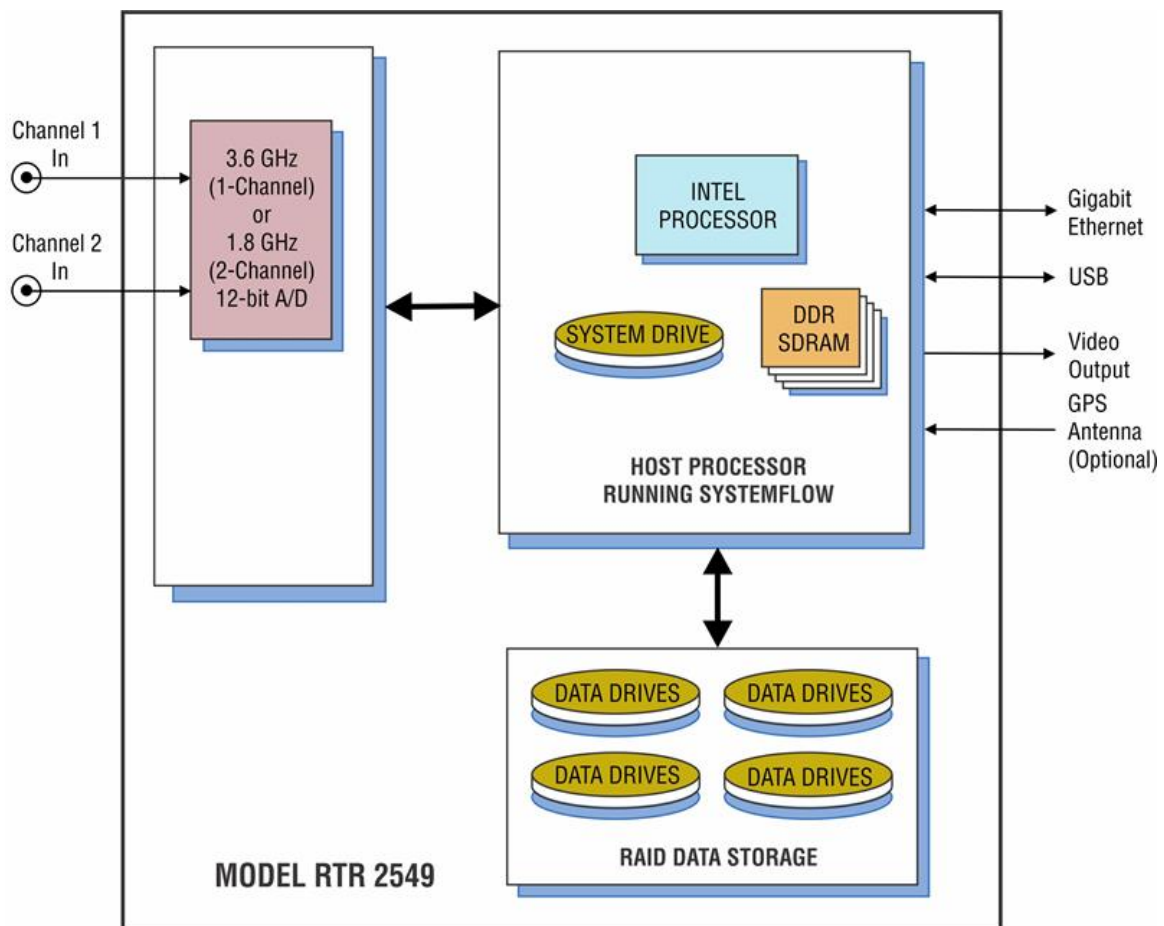 Channel 1
In
Channel 2
In
3.6 GHz
(1-Channel)
or
1.8 GHz
(2-Channel)
12-bit A/D
INTEL
PROCESSOR
SYSTEM DRIVE
DDR
SDRAM
HOST PROCESSOR
RUNNING SYSTEMFLOW
Gigabit
Ethernet
USB
Video
Output
GPS
Antenna
(Optional)
DATA DRIVES
DATA DRIVES
DATA DRIVES
DATA DRIVES
RAID DATA STORAGE
MODEL RTR 2549